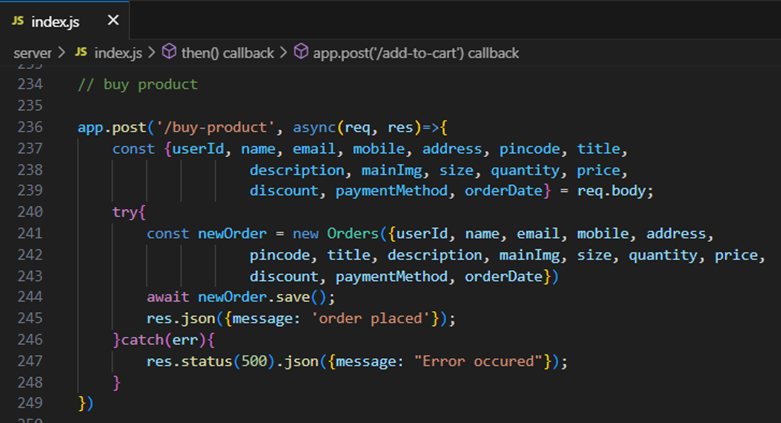 JS index.js ×
server > JS index.js > then() callback > app.post('/add-to-cart') callback
233
234 // buy product
235
236 app.post('/buy-product', async(req, res)=>{
237 const {userId, name, email, mobile, address, pincode, title,
238 description, mainImg, size, quantity, price,
239 discount, paymentMethod, orderDate} = req.body;
240 try{
241 const newOrder = new Orders({userId, name, email, mobile, address,
242 pincode, title, description, mainImg, size, quantity, price,
243 discount, paymentMethod, orderDate})
244 await newOrder.save();
245 res.json({message: 'order placed'});
246 }catch(err){
247 res.status(500).json({message: "Error occured"});
248 }
249 })